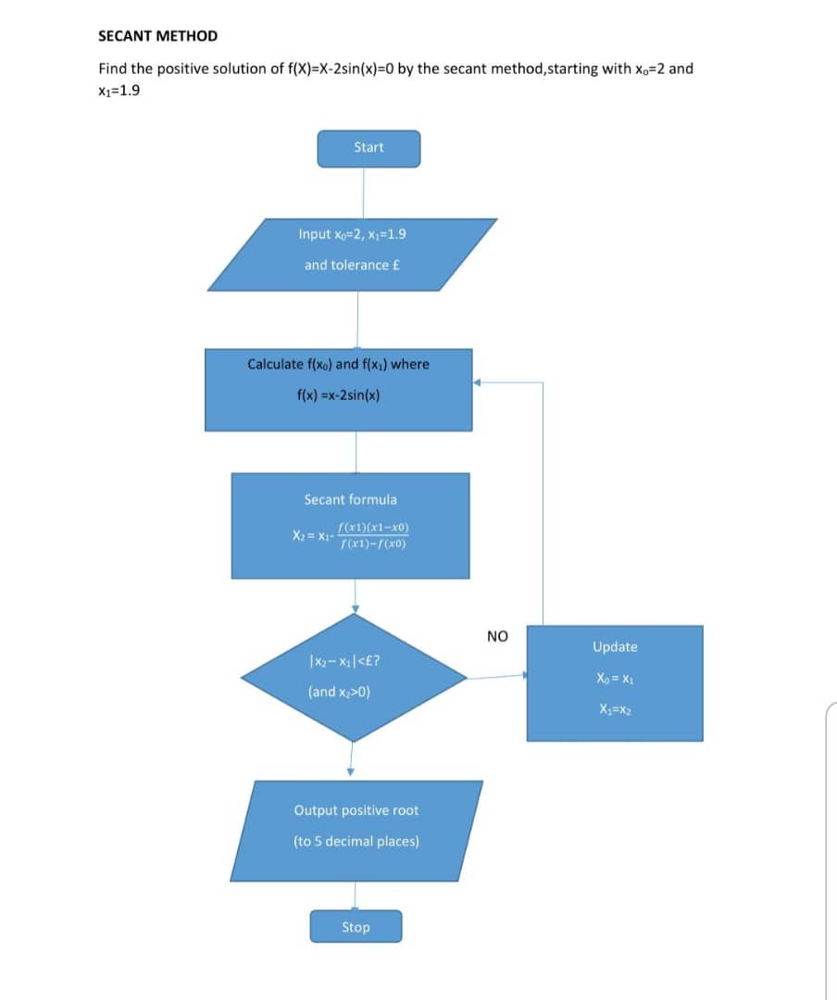 SECANT METHOD
Find the positive solution of f(X)=X-2sin(x)=0 by the secant method,starting with x₀=2 and
x₁=1.9
Start
Input x₀=2, x₁=1.9
and tolerance £
Calculate f(x₀) and f(x₁) where
f(x) =x-2sin(x)
Secant formula
X₂ = X₁- f(x1)(x1−x0)
f(x1)−f(x0)
|x₂ – x₁|<£?
(and x₂>0)
NO
Update
X₀ = X₁
X₁=x₂
Output positive root
(to 5 decimal places)
Stop